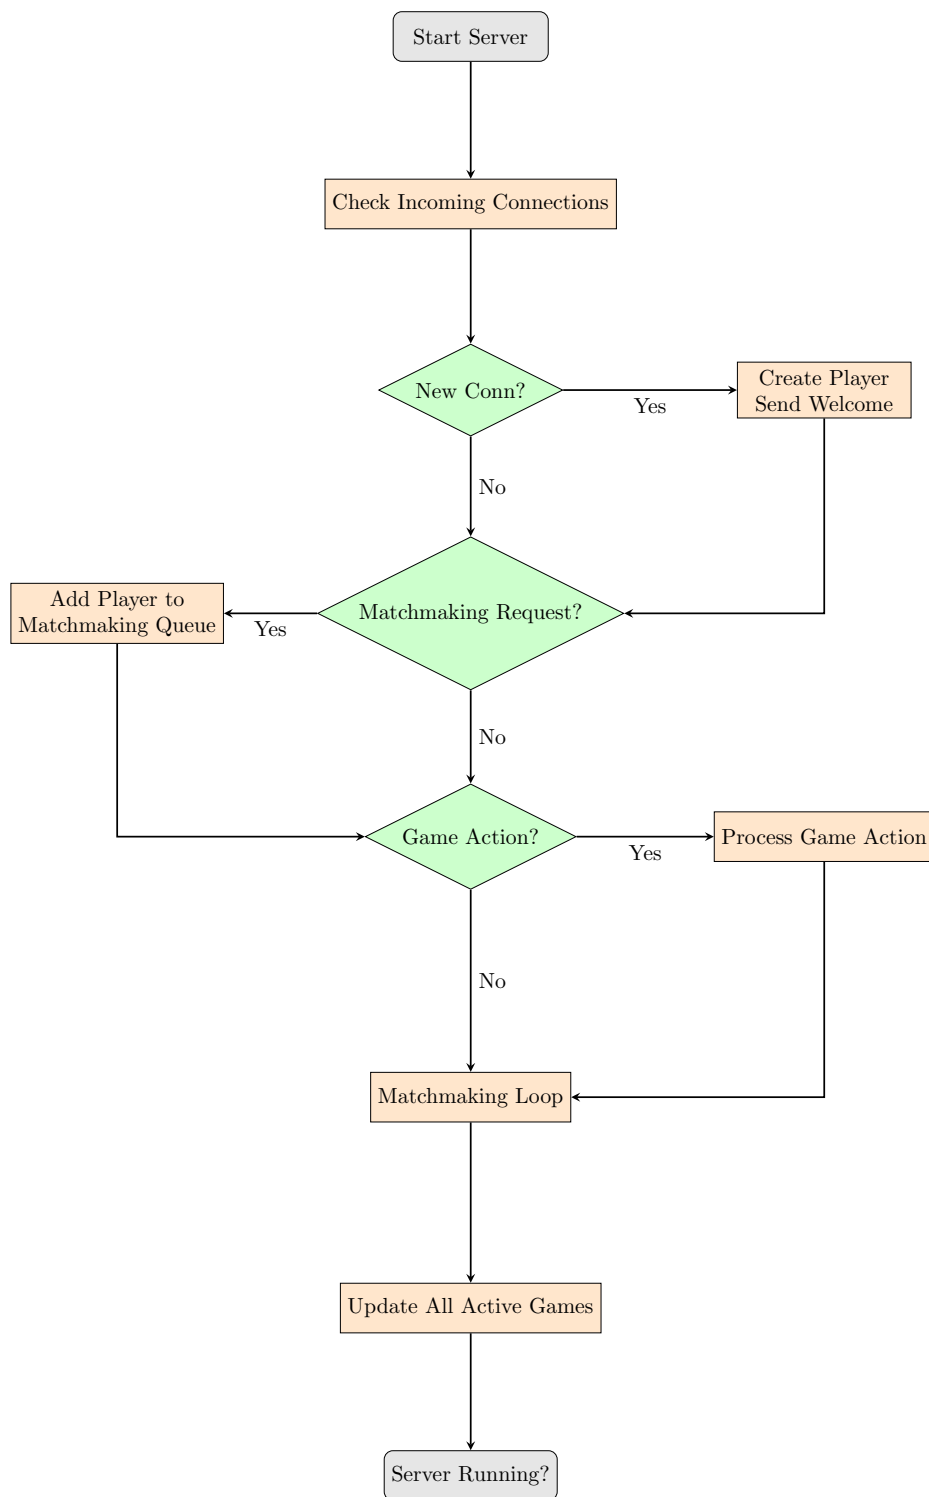 Start Server
Check Incoming Connections
New Conn?
Yes
Create Player
Send Welcome
No
Add Player to
Matchmaking Queue
Yes
Matchmaking Request?
No
Game Action?
Yes
Process Game Action
No
Matchmaking Loop
Update All Active Games
Server Running?